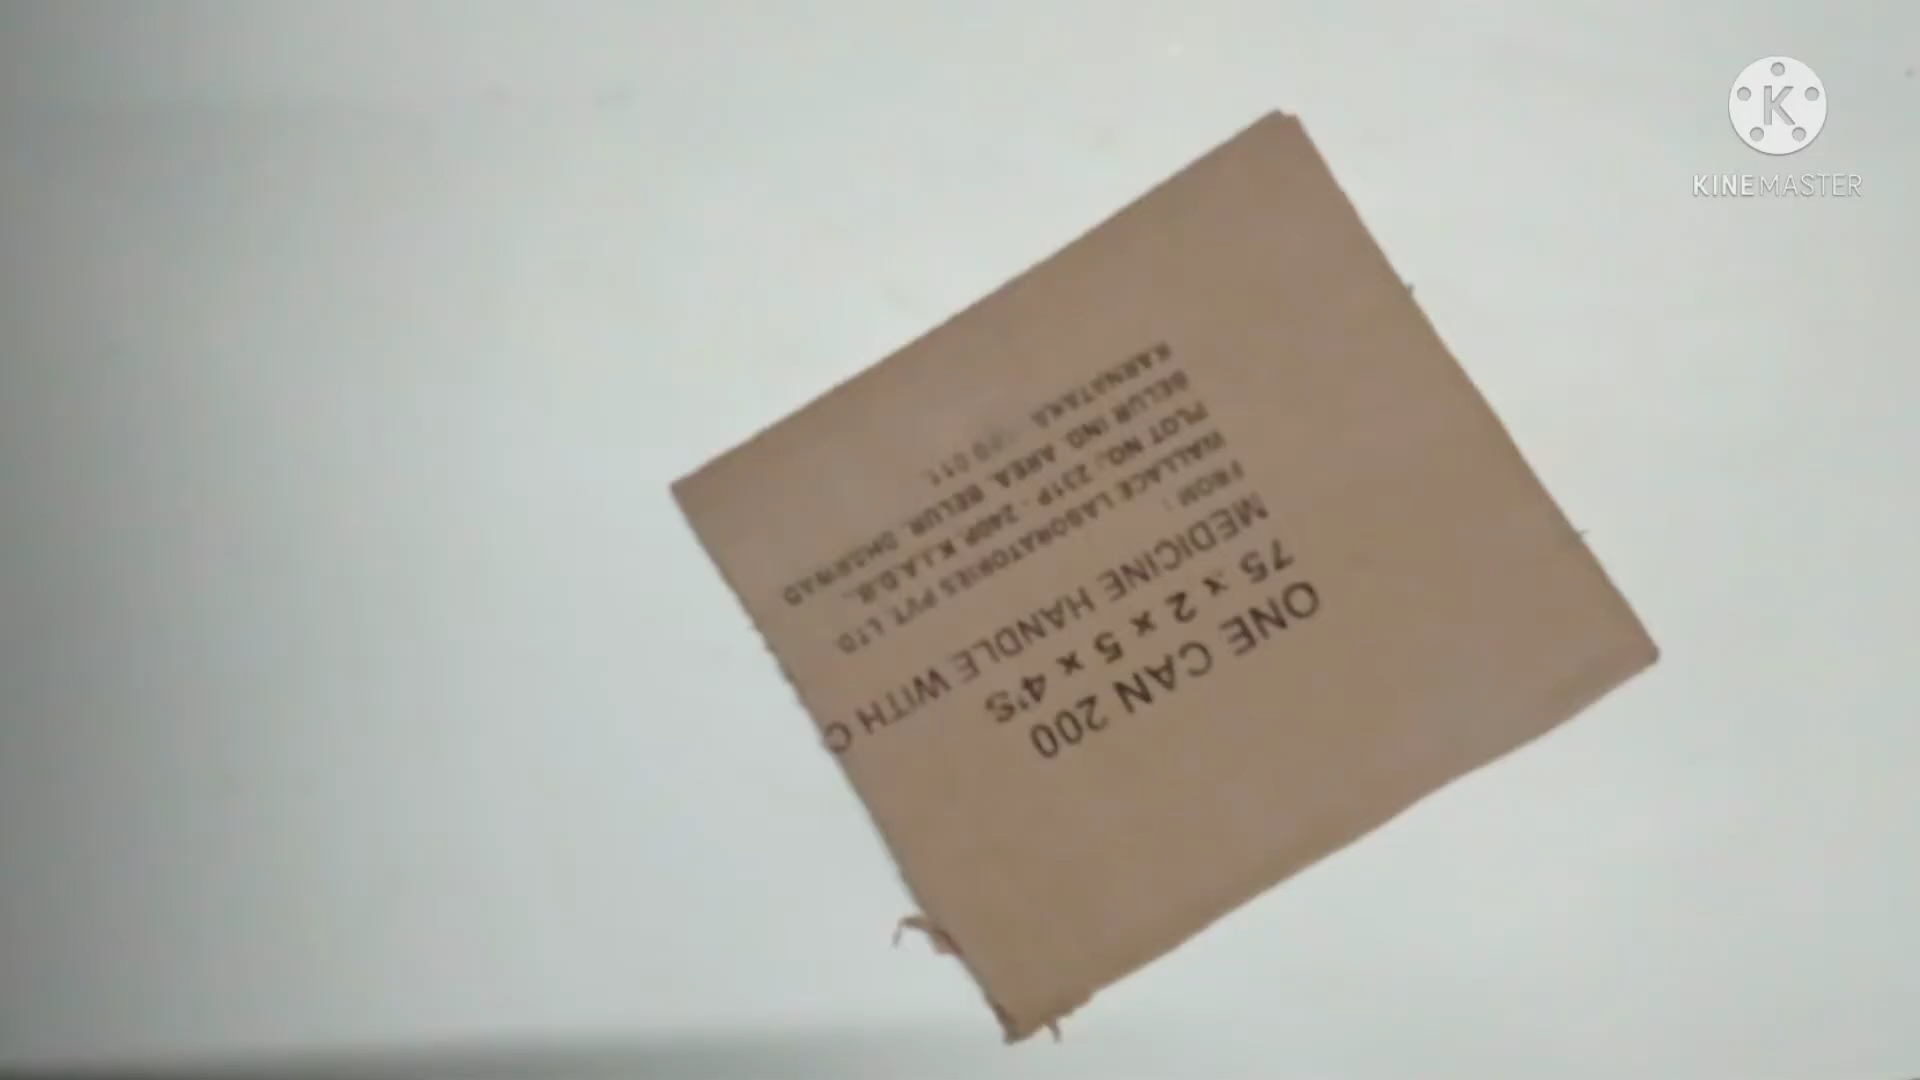 ONE CAN 200
75 x 2 x 5 x 4'S
MEDICINE HANDLE WITH C
FROM :
WALLACE LABORATORIES PVT. LTD.
PLOT NO.: 231P - 240P, K.I.A.D.B.,
BELUR IND. AREA, BELUR, DHARWAD
KARNATAKA
K
KINEMASTER